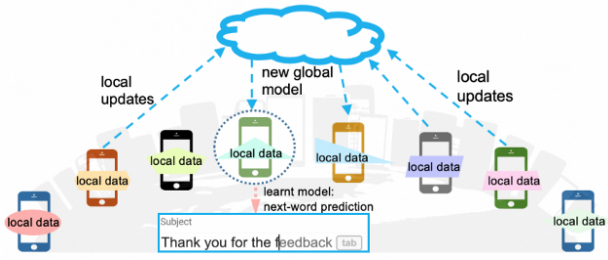 new global
model
local
updates
local
updates
local data
local data
local data
local data
local data
local data
local data
local data
learnt model:
next-word prediction
Subject
Thank you for the feedback tab